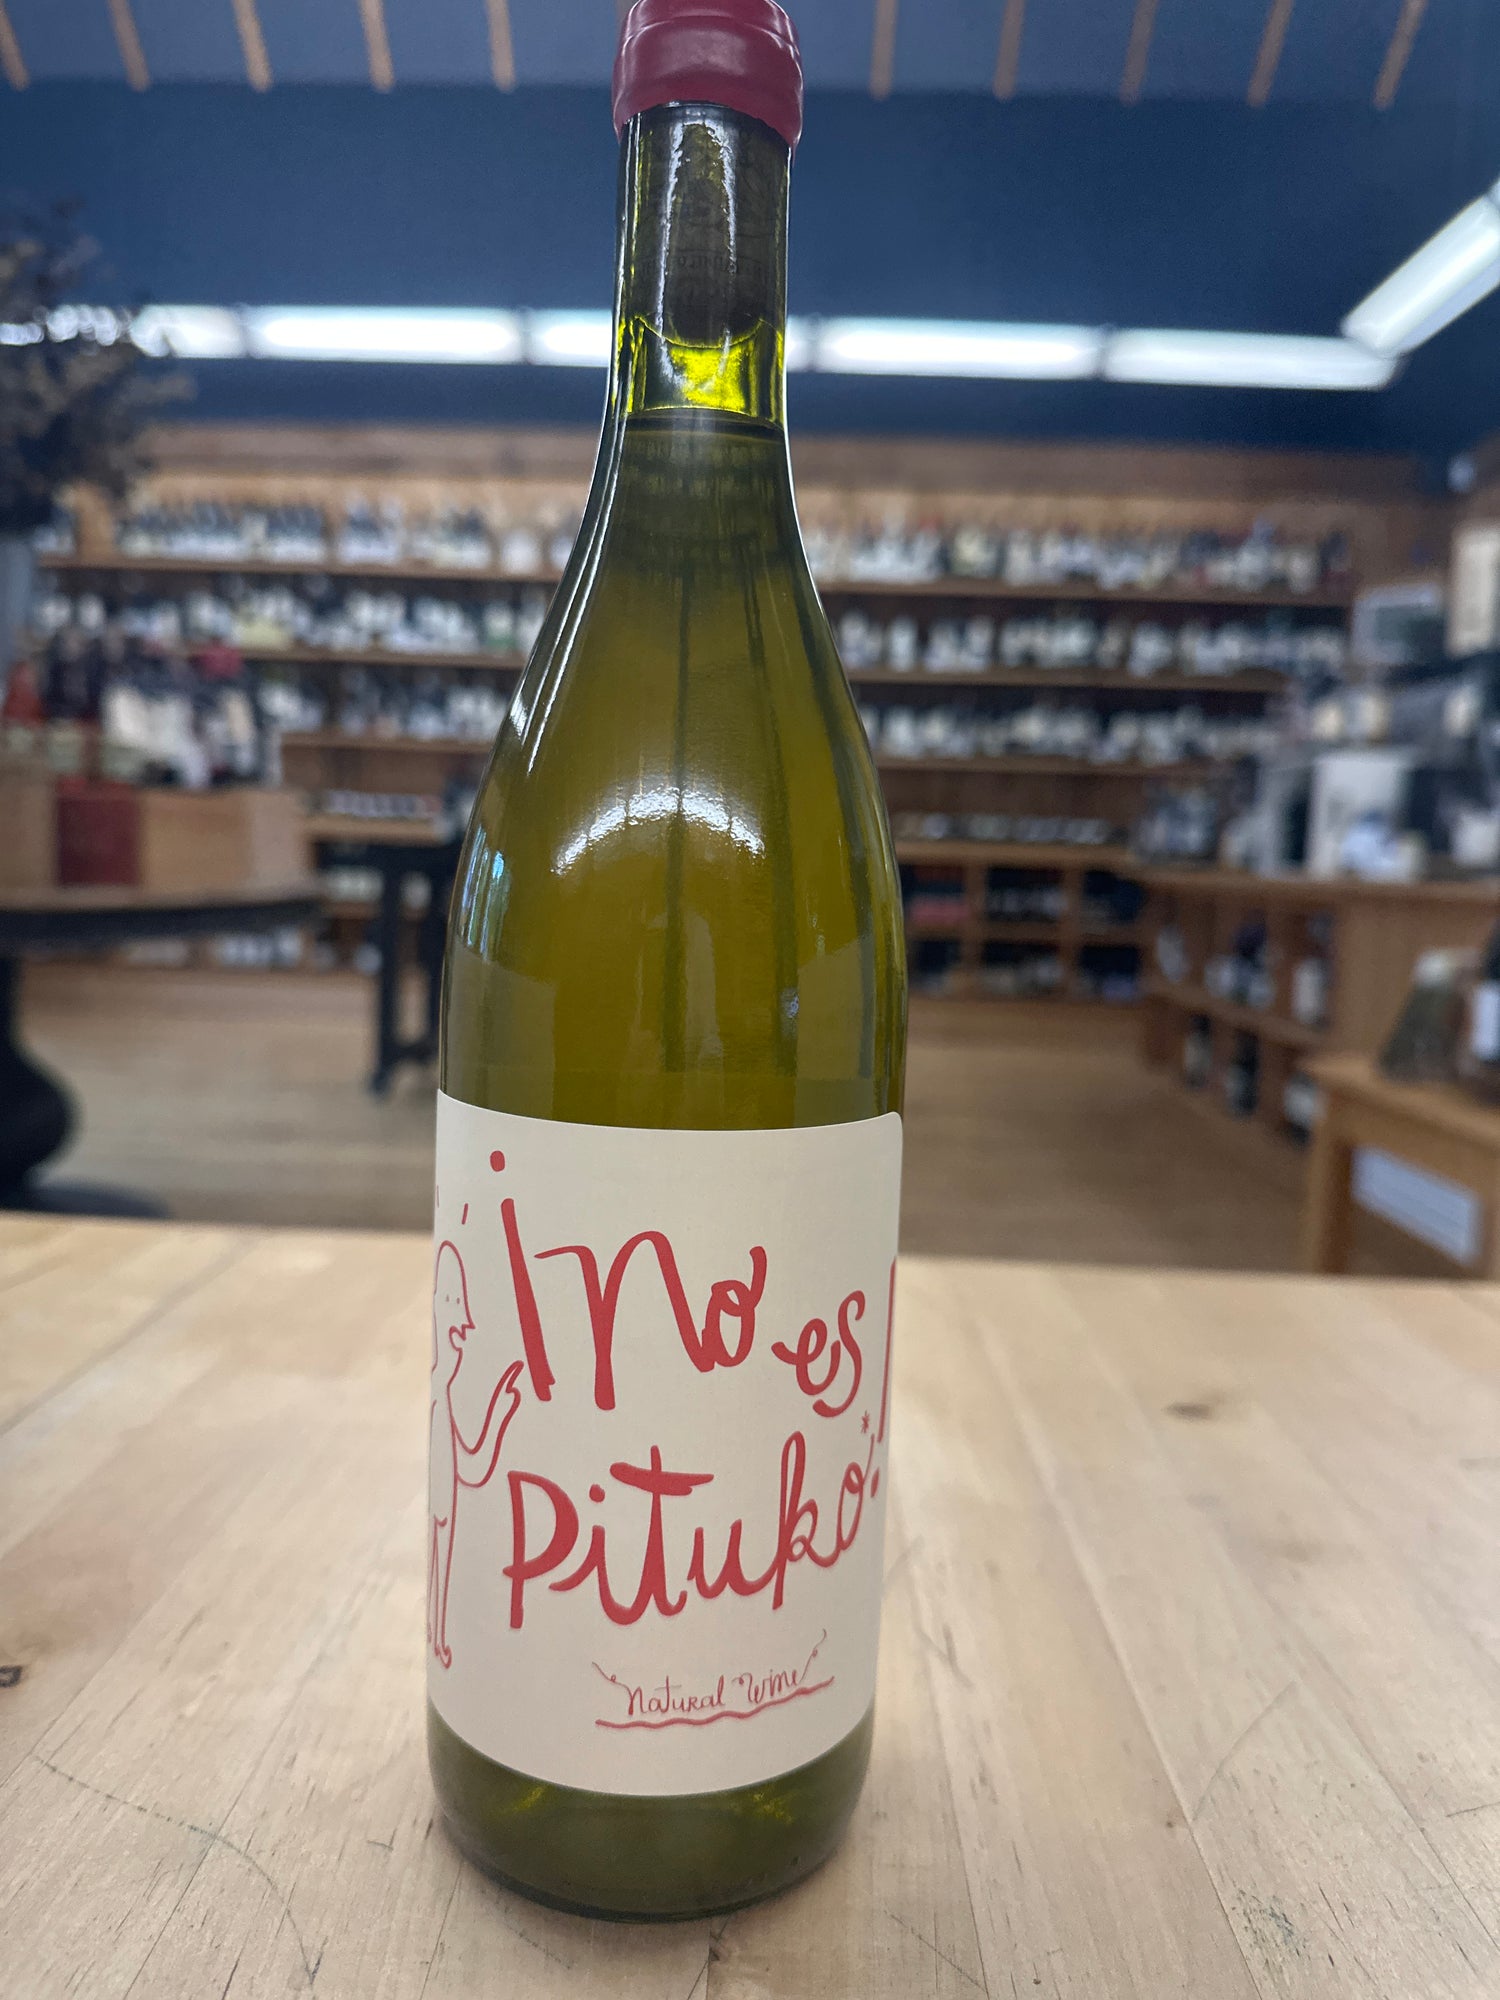 ¡No es
Pituko*!
Natural Wine